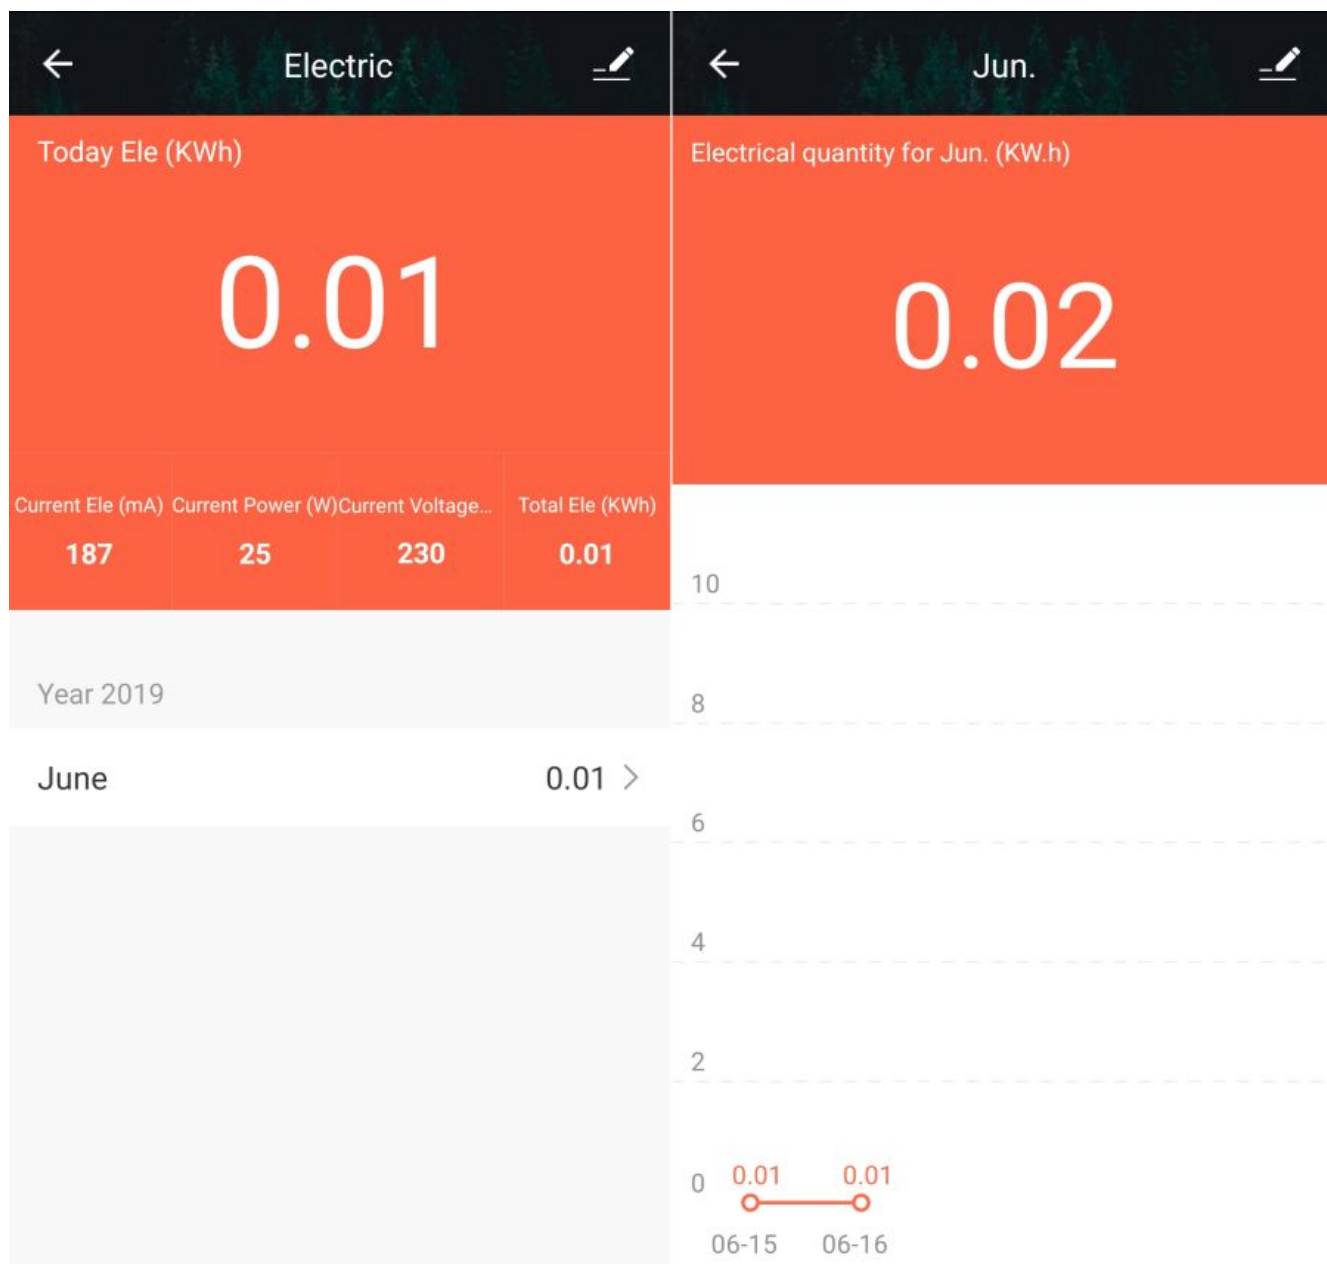 Electric
Today Ele (KWh)
0.01
Current Ele (mA) Current Power (W) Current Voltage... Total Ele (KWh)
187 25 230 0.01
Year 2019
June 0.01
Jun.
Electrical quantity for Jun. (KW.h)
0.02
10
8
6
4
2
0 0.01 0.01
06-15 06-16